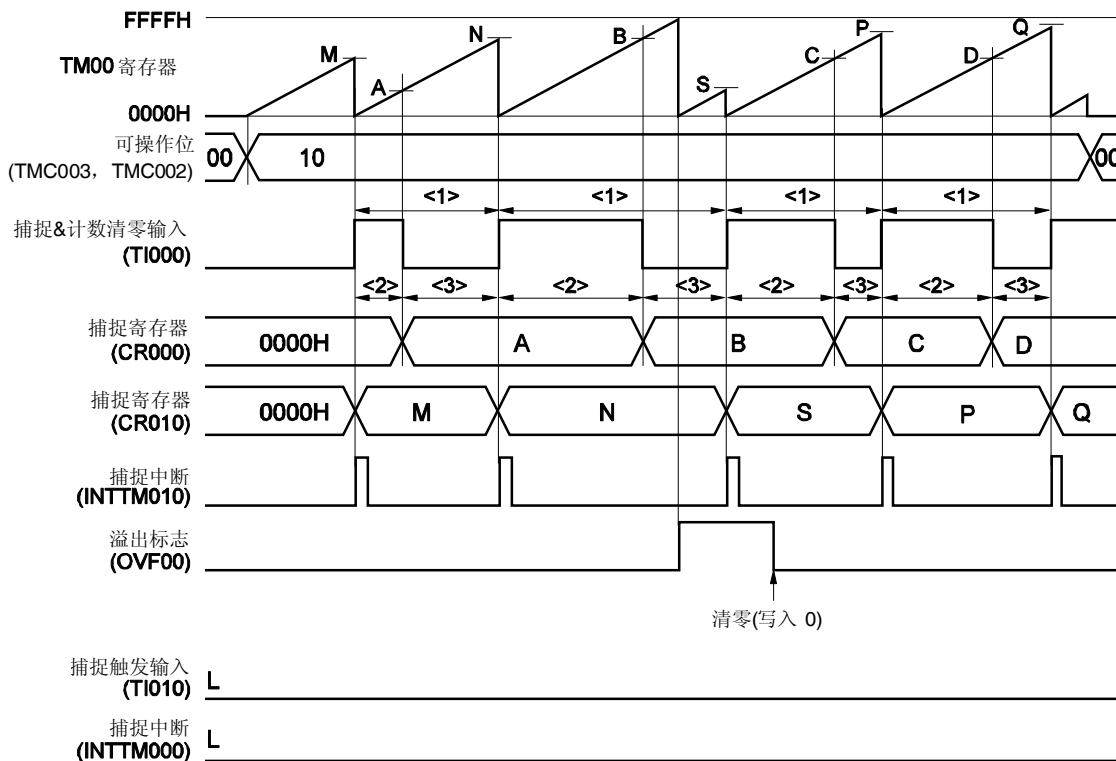 FFFFH
M N B S P C D Q A
TM00 寄存器
0000H
可操作位
(TMC003，TMC002)
00 10 00
<1> <1> <1> <1>
捕捉&计数清零输入
(TI000)
<2> <3> <2> <3> <2> <3> <2> <3>
捕捉寄存器
(CR000)
0000H A B C D
捕捉寄存器
(CR010)
0000H M N S P Q
捕捉中断
(INTTM010)
溢出标志
(OVF00)
清零(写入 0)
捕捉触发输入
(TI010)
L
捕捉中断
(INTTM000)
L